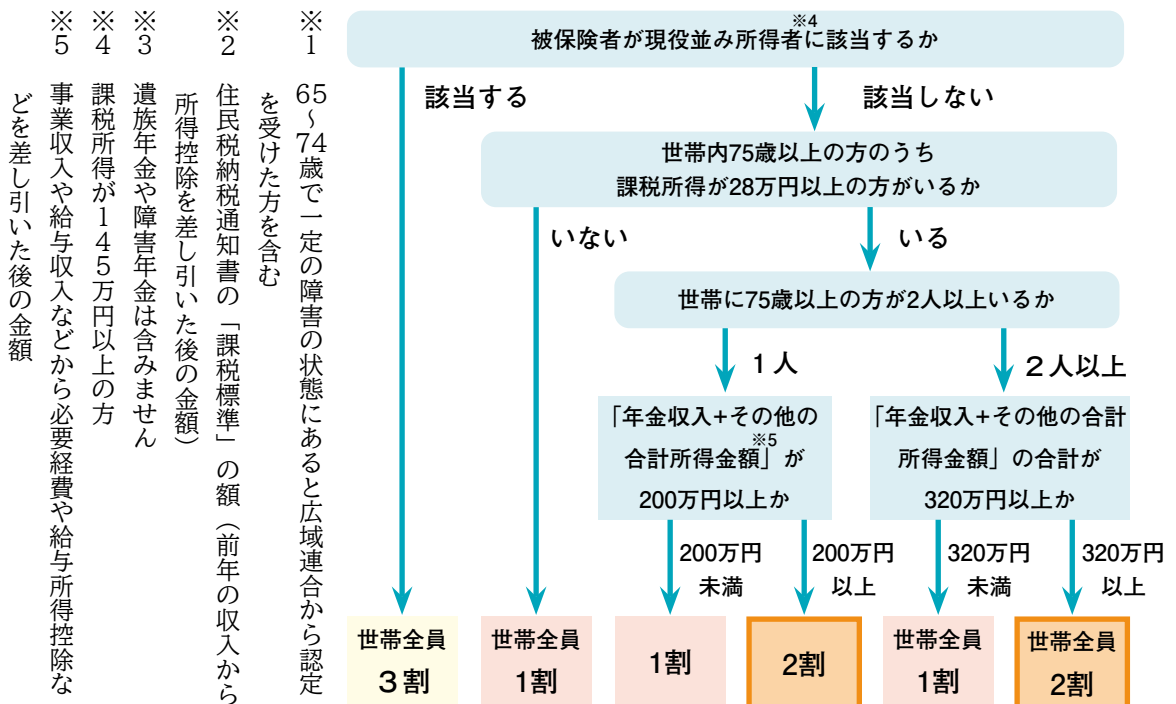 ※1 65～74歳で一定の障害の状態にあると広域連合から認定
を受けた方を含む
※2 住民税納税通知書の「課税標準」の額（前年の収入から
所得控除を差し引いた後の金額）
※3 遺族年金や障害年金は含みません
※4 課税所得が145万円以上の方
※5 事業収入や給与収入などから必要経費や給与所得控除な
どを差し引いた後の金額
被保険者が現役並み所得者※4に該当するか
該当する
該当しない
世帯内75歳以上の方のうち
課税所得が28万円以上の方がいるか
いない
いる
世帯に75歳以上の方が2人以上いるか
1人
2人以上
「年金収入+その他の
合計所得金額」※5が
200万円以上か
「年金収入+その他の合計
所得金額」の合計が
320万円以上か
200万円
未満
200万円
以上
320万円
未満
320万円
以上
世帯全員
3割
世帯全員
1割
1割
2割
世帯全員
1割
世帯全員
2割